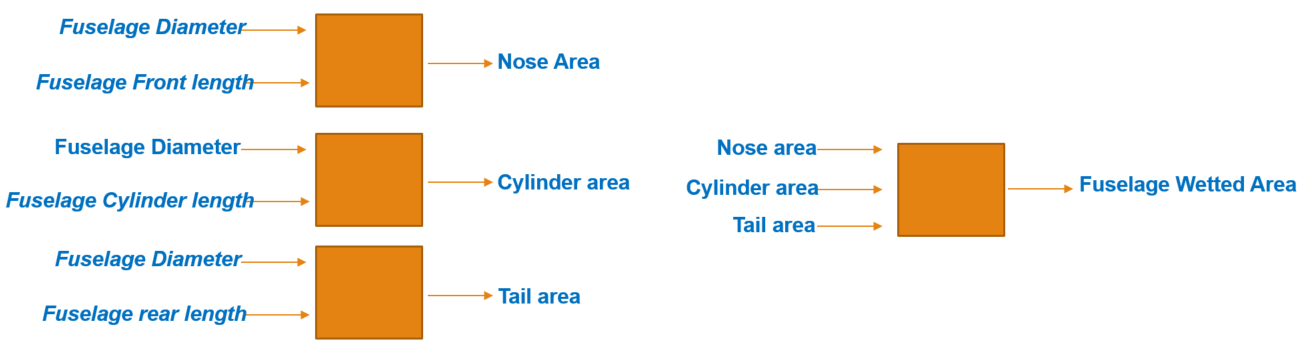 Fuselage Diameter
Fuselage Front length
Nose Area
Fuselage Diameter
Fuselage Cylinder length
Cylinder area
Fuselage Diameter
Fuselage rear length
Tail area
Nose area
Cylinder area
Tail area
Fuselage Wetted Area